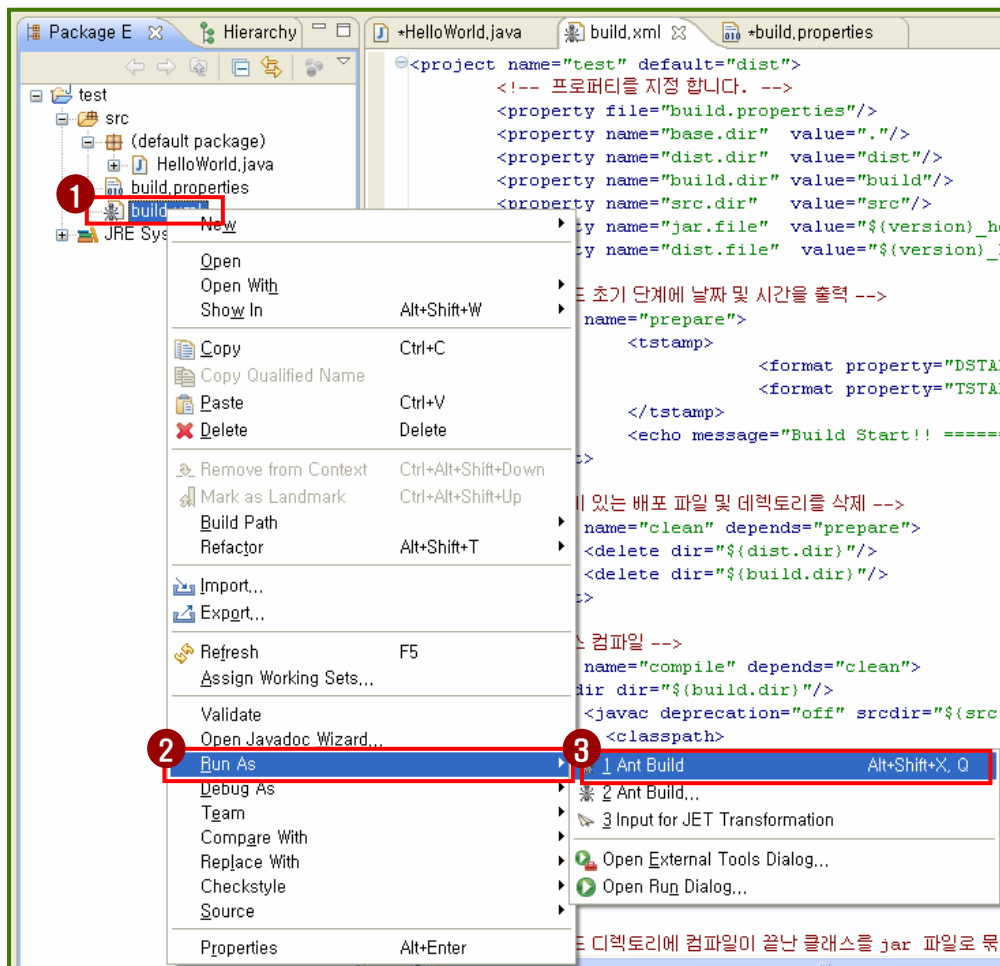 Package E
Hierarchy
*HelloWorld.java
build.xml
*build.properties
test
src
(default package)
HelloWorld.java
build.properties
1
build.xml
JRE Sys
<project name="test" default="dist">
<!-- 프로퍼티를 지정 합니다. -->
<property file="build.properties"/>
<property name="base.dir" value="."/>
<property name="dist.dir" value="dist"/>
<property name="build.dir" value="build"/>
<property name="src.dir" value="src"/>
ty name="jar.file" value="${version}_he
ty name="dist.file" value="${version}_
초기 단계에 날짜 및 시간을 출력 -->
name="prepare">
<tstamp>
<format property="DSTA
<format property="TSTA
</tstamp>
<echo message="Build Start!! =====
t>
있는 배포 파일 및 데렉토리를 삭제 -->
name="clean" depends="prepare">
<delete dir="${dist.dir}"/>
<delete dir="${build.dir}"/>
t>
컴파일 -->
name="compile" depends="clean">
dir dir="${build.dir}"/>
<javac deprecation="off" srcdir="${src
<classpath>
디렉토리에 컴파일이 끝난 클래스를 jar 파일로 묶
New
Open
Open With
Show In Alt+Shift+W
Copy Ctrl+C
Copy Qualified Name
Paste Ctrl+V
Delete Delete
Remove from Context Ctrl+Alt+Shift+Down
Mark as Landmark Ctrl+Alt+Shift+Up
Build Path
Refactor Alt+Shift+T
Import...
Export...
Refresh F5
Assign Working Sets...
Validate
Open Javadoc Wizard...
2
Run As
Debug As
Team
Compare With
Replace With
Checkstyle
Source
Properties Alt+Enter
3
1 Ant Build Alt+Shift+X, Q
2 Ant Build...
3 Input for JET Transformation
Open External Tools Dialog...
Open Run Dialog...